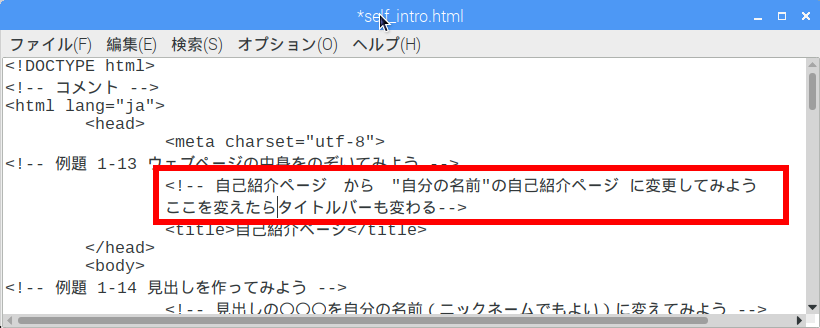 *self_intro.html
ファイル(F) 編集(E) 検索(S) オプション(O) ヘルプ(H)
<!DOCTYPE html>
<!-- コメント -->
<html lang="ja">
<head>
<meta charset="utf-8">
<!-- 例題 1-13 ウェブページの中身をのぞいてみよう -->
<!-- 自己紹介ページ　から　"自分の名前"の自己紹介ページ に変更してみよう
ここを変えたらタイトルバーも変わる-->
<title>自己紹介ページ</title>
</head>
<body>
<!-- 例題 1-14 見出しを作ってみよう -->
<!-- 見出しの〇〇〇を自分の名前（ニックネームでもよい）に変えてみよう -->